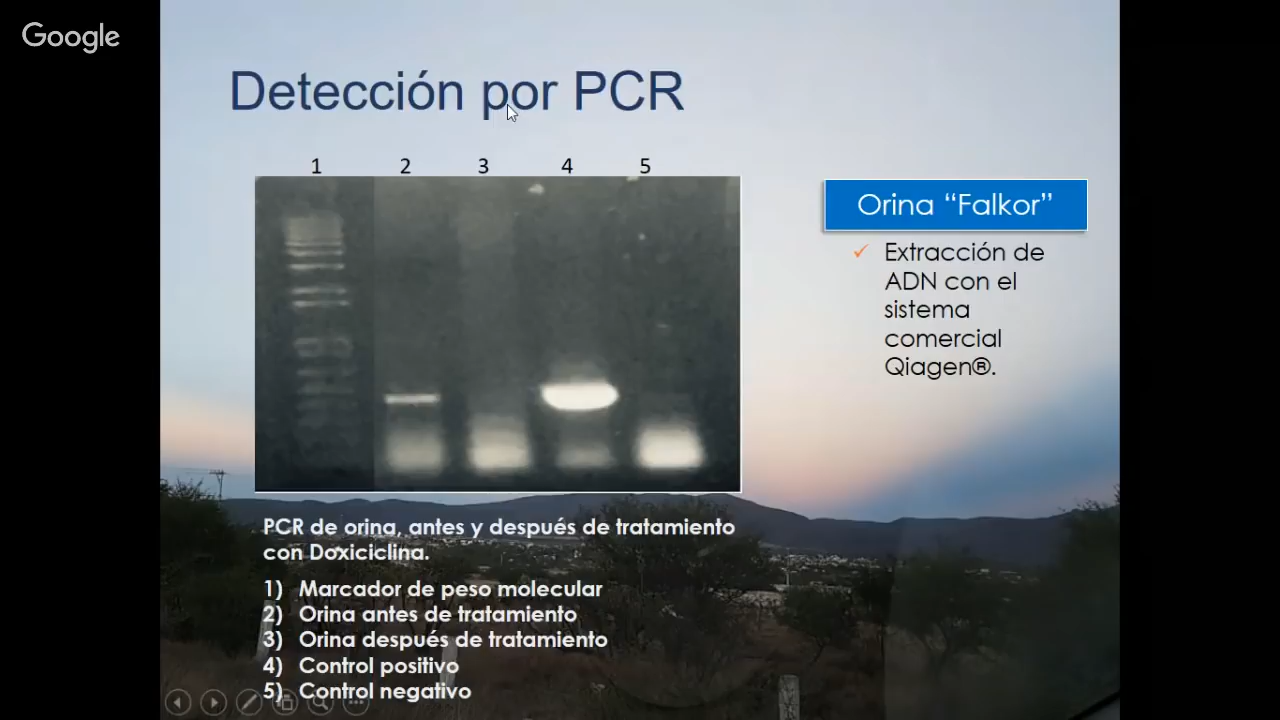 Google
Detección por PCR
1 2 3 4 5
Orina “Falkor”
✓ Extracción de
ADN con el
sistema
comercial
Qiagen®.
PCR de orina, antes y después de tratamiento
con Doxiciclina.
1) Marcador de peso molecular
2) Orina antes de tratamiento
3) Orina después de tratamiento
4) Control positivo
5) Control negativo